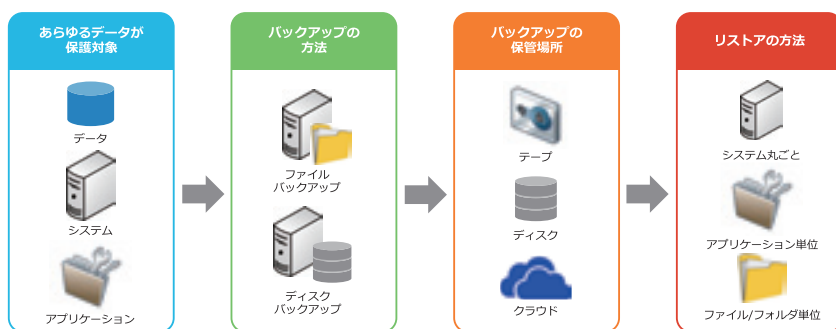 あらゆるデータが
保護対象
データ
システム
アプリケーション
バックアップの
方法
ファイル
バックアップ
ディスク
バックアップ
バックアップの
保管場所
テープ
ディスク
クラウド
リストアの方法
システム丸ごと
アプリケーション単位
ファイル/フォルダ単位